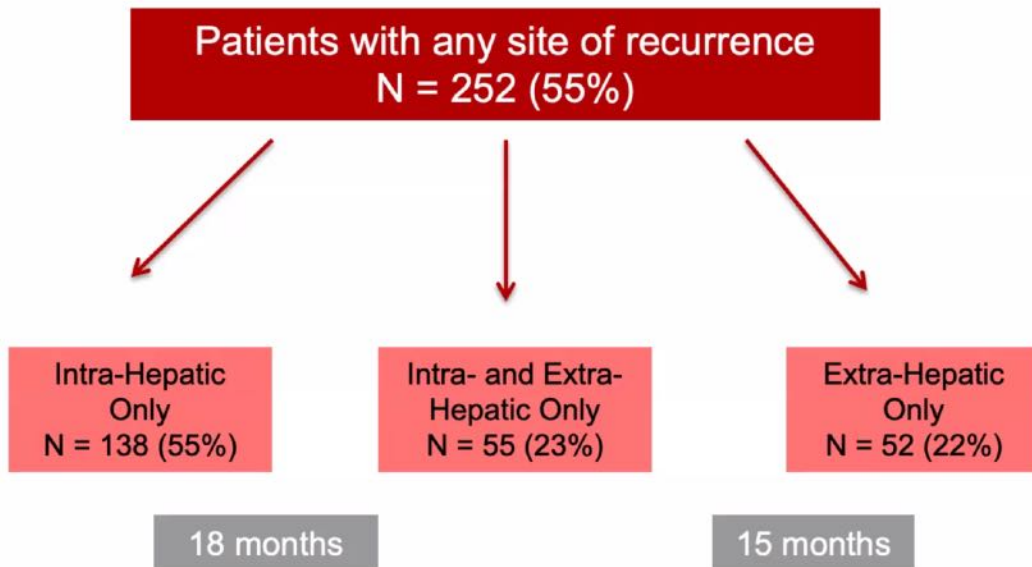 Patients with any site of recurrence
N = 252 (55%)
Intra-Hepatic
Only
N = 138 (55%)
Intra- and Extra-
Hepatic Only
N = 55 (23%)
Extra-Hepatic
Only
N = 52 (22%)
18 months
15 months